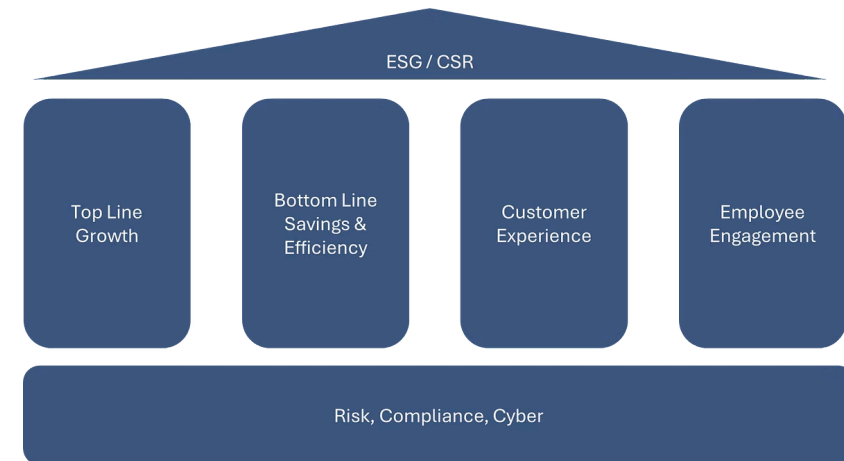 ESG / CSR
Top Line
Growth
Bottom Line
Savings &
Efficiency
Customer
Experience
Employee
Engagement
Risk, Compliance, Cyber